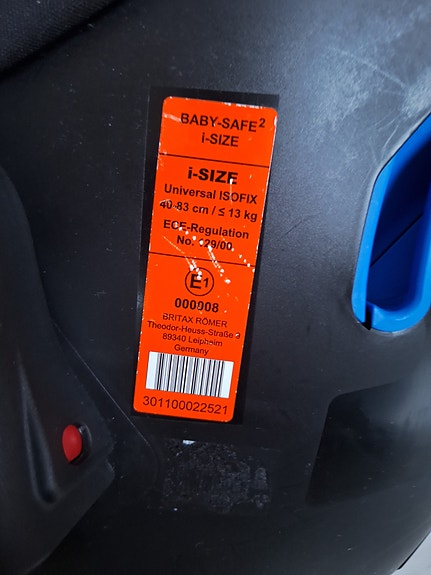 BABY-SAFE²
i-SIZE
i-SIZE
Universal ISOFIX
40-83 cm / ≤ 13 kg
ECE-Regulation
No. 129/00
E1
000008
BRITAX RÖMER
Theodor-Heuss-Straße 9
89340 Leipheim
Germany
301100022521